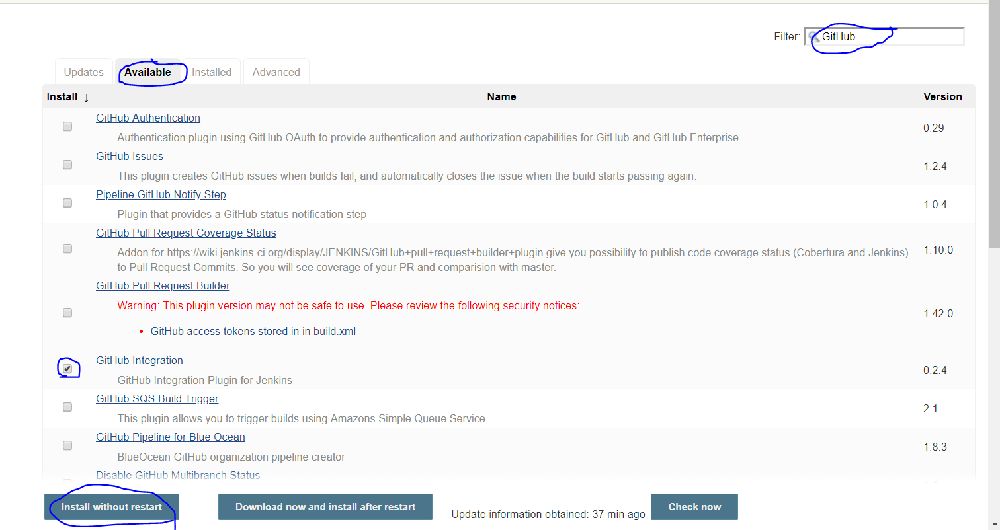 Filter: GitHub
Updates Available Installed Advanced
Install ↓ Name Version
GitHub Authentication
Authentication plugin using GitHub OAuth to provide authentication and authorization capabilities for GitHub and GitHub Enterprise.
0.29
GitHub Issues
This plugin creates GitHub issues when builds fail, and automatically closes the issue when the build starts passing again.
1.2.4
Pipeline GitHub Notify Step
Plugin that provides a GitHub status notification step
1.0.4
GitHub Pull Request Coverage Status
Addon for https://wiki.jenkins-ci.org/display/JENKINS/GitHub+pull+request+builder+plugin give you possibility to publish code coverage status (Cobertura and Jenkins)
to Pull Request Commits. So you will see coverage of your PR and comparision with master.
1.10.0
GitHub Pull Request Builder
Warning: This plugin version may not be safe to use. Please review the following security notices:
• GitHub access tokens stored in in build.xml
1.42.0
GitHub Integration
GitHub Integration Plugin for Jenkins
0.2.4
GitHub SQS Build Trigger
This plugin allows you to trigger builds using Amazons Simple Queue Service.
2.1
GitHub Pipeline for Blue Ocean
BlueOcean GitHub organization pipeline creator
1.8.3
Disable GitHub Multibranch Status
Install without restart Download now and install after restart Update information obtained: 37 min ago Check now